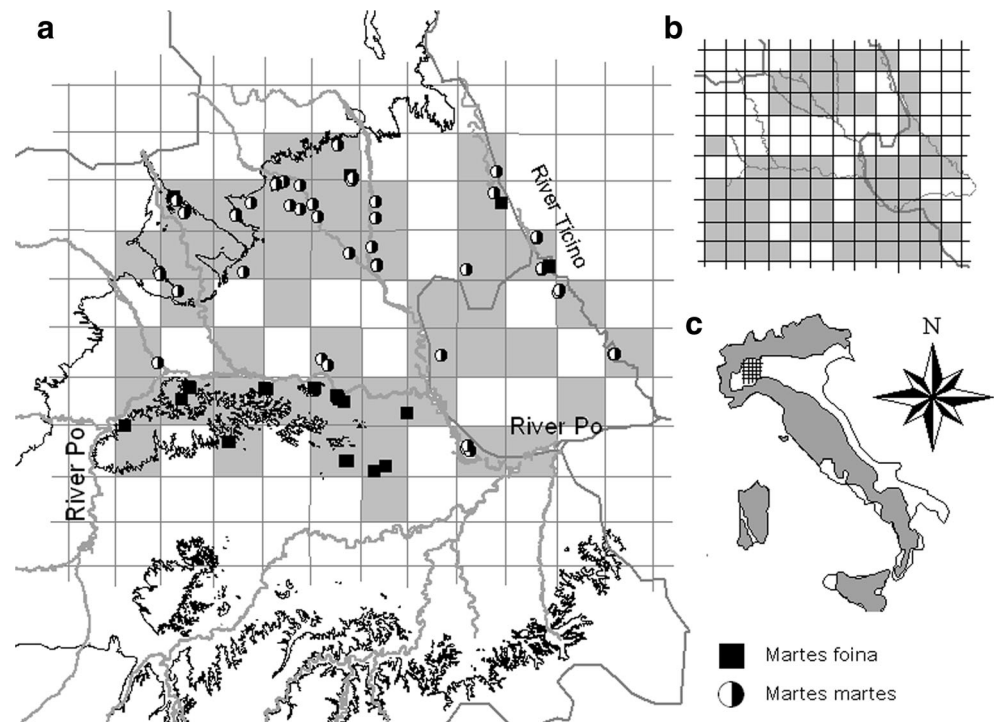 a
b
River Ticino
c
N
River Po
River Po
Martes foina
Martes martes